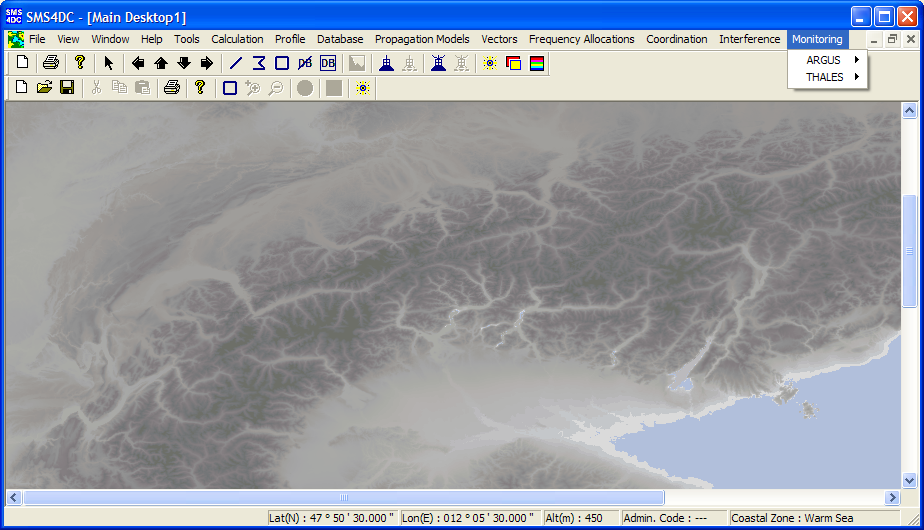 SMS4DC - [Main Desktop1]
File View Window Help Tools Calculation Profile Database Propagation Models Vectors Frequency Allocations Coordination Interference Monitoring
ARGUS
THALES
DB DB
Lat(N) : 47 ° 50 ' 30.000 " Lon(E) : 012 ° 05 ' 30.000 " Alt(m) : 450 Admin. Code : --- Coastal Zone : Warm Sea